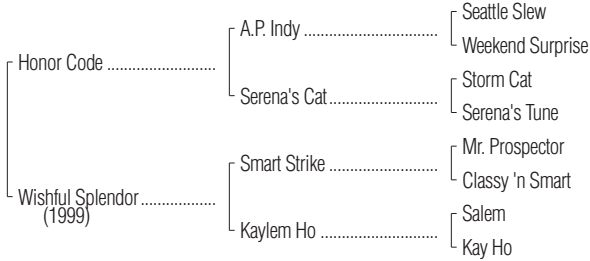 Seattle Slew
A.P. Indy ..................................
Weekend Surprise
Honor Code ...........................
Storm Cat
Serena's Cat...........................
Serena's Tune
Mr. Prospector
Smart Strike ...........................
Classy 'n Smart
Wishful Splendor..................
(1999)
Salem
Kaylem Ho .............................
Kay Ho